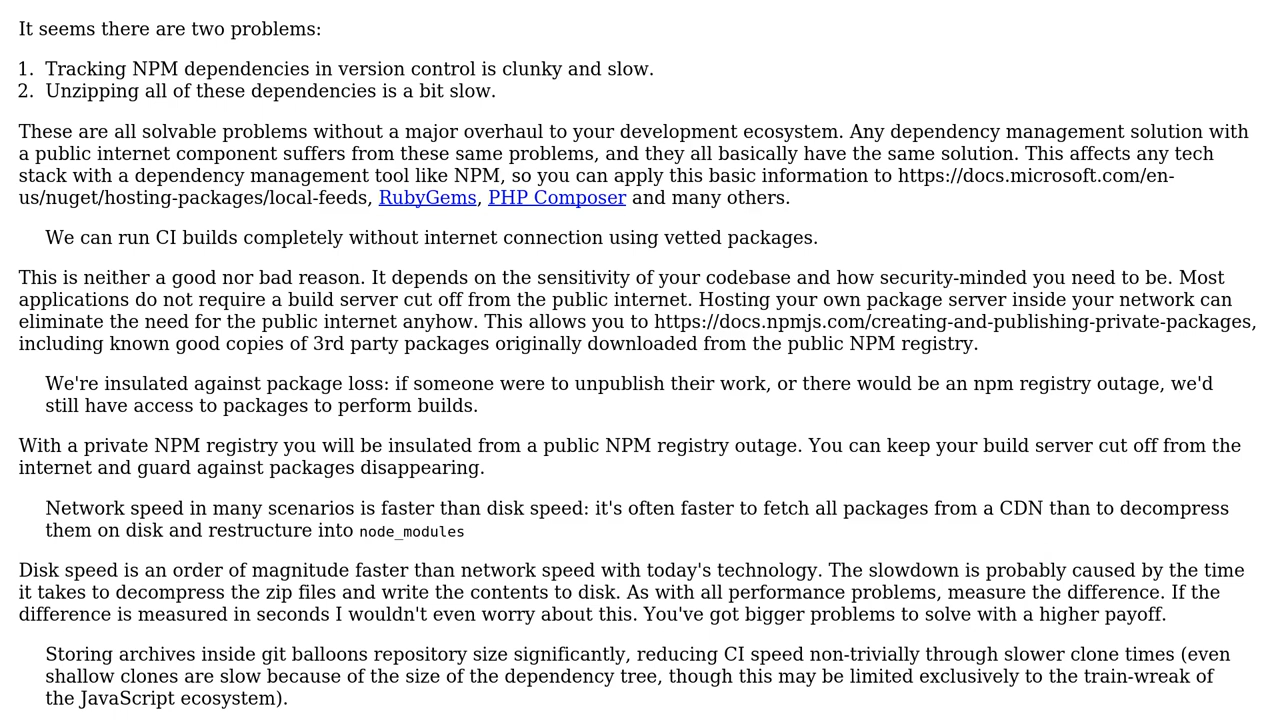 It seems there are two problems:
1. Tracking NPM dependencies in version control is clunky and slow.
2. Unzipping all of these dependencies is a bit slow.
These are all solvable problems without a major overhaul to your development ecosystem. Any dependency management solution with
a public internet component suffers from these same problems, and they all basically have the same solution. This affects any tech
stack with a dependency management tool like NPM, so you can apply this basic information to https://docs.microsoft.com/en-
us/nuget/hosting-packages/local-feeds, RubyGems, PHP Composer and many others.
We can run CI builds completely without internet connection using vetted packages.
This is neither a good nor bad reason. It depends on the sensitivity of your codebase and how security-minded you need to be. Most
applications do not require a build server cut off from the public internet. Hosting your own package server inside your network can
eliminate the need for the public internet anyhow. This allows you to https://docs.npmjs.com/creating-and-publishing-private-packages,
including known good copies of 3rd party packages originally downloaded from the public NPM registry.
We're insulated against package loss: if someone were to unpublish their work, or there would be an npm registry outage, we'd
still have access to packages to perform builds.
With a private NPM registry you will be insulated from a public NPM registry outage. You can keep your build server cut off from the
internet and guard against packages disappearing.
Network speed in many scenarios is faster than disk speed: it's often faster to fetch all packages from a CDN than to decompress
them on disk and restructure into node_modules
Disk speed is an order of magnitude faster than network speed with today's technology. The slowdown is probably caused by the time
it takes to decompress the zip files and write the contents to disk. As with all performance problems, measure the difference. If the
difference is measured in seconds I wouldn't even worry about this. You've got bigger problems to solve with a higher payoff.
Storing archives inside git balloons repository size significantly, reducing CI speed non-trivially through slower clone times (even
shallow clones are slow because of the size of the dependency tree, though this may be limited exclusively to the train-wreak of
the JavaScript ecosystem).